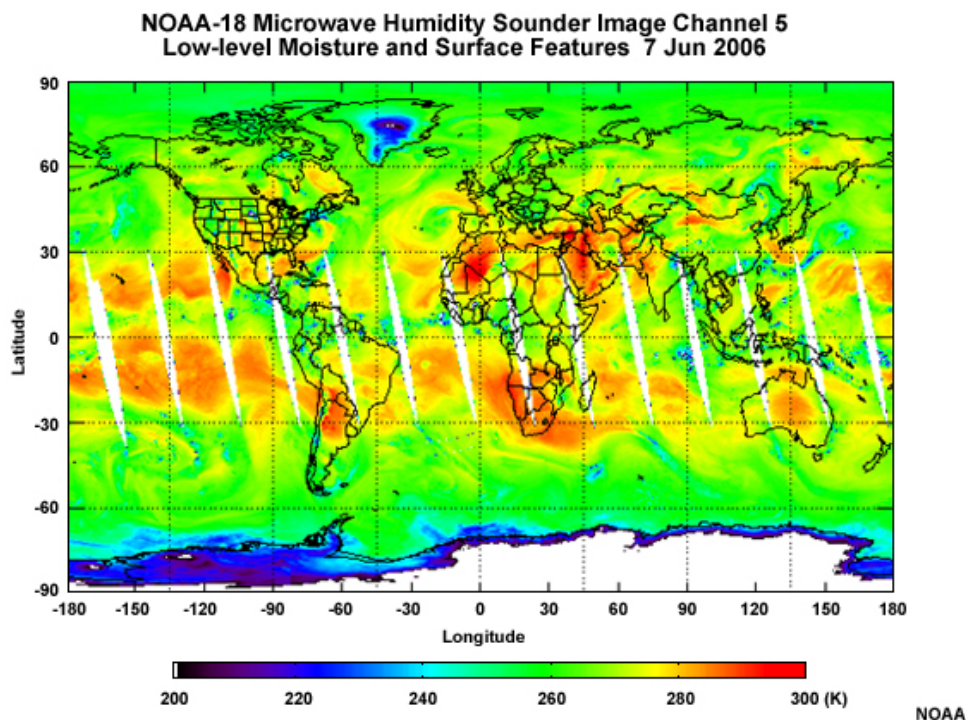 NOAA-18 Microwave Humidity Sounder Image Channel 5
Low-level Moisture and Surface Features 7 Jun 2006
90
60
30
0
-30
-60
-90
Latitude
-180 -150 -120 -90 -60 -30 0 30 60 90 120 150 180
Longitude
200 220 240 260 280 300 (K)
NOAA